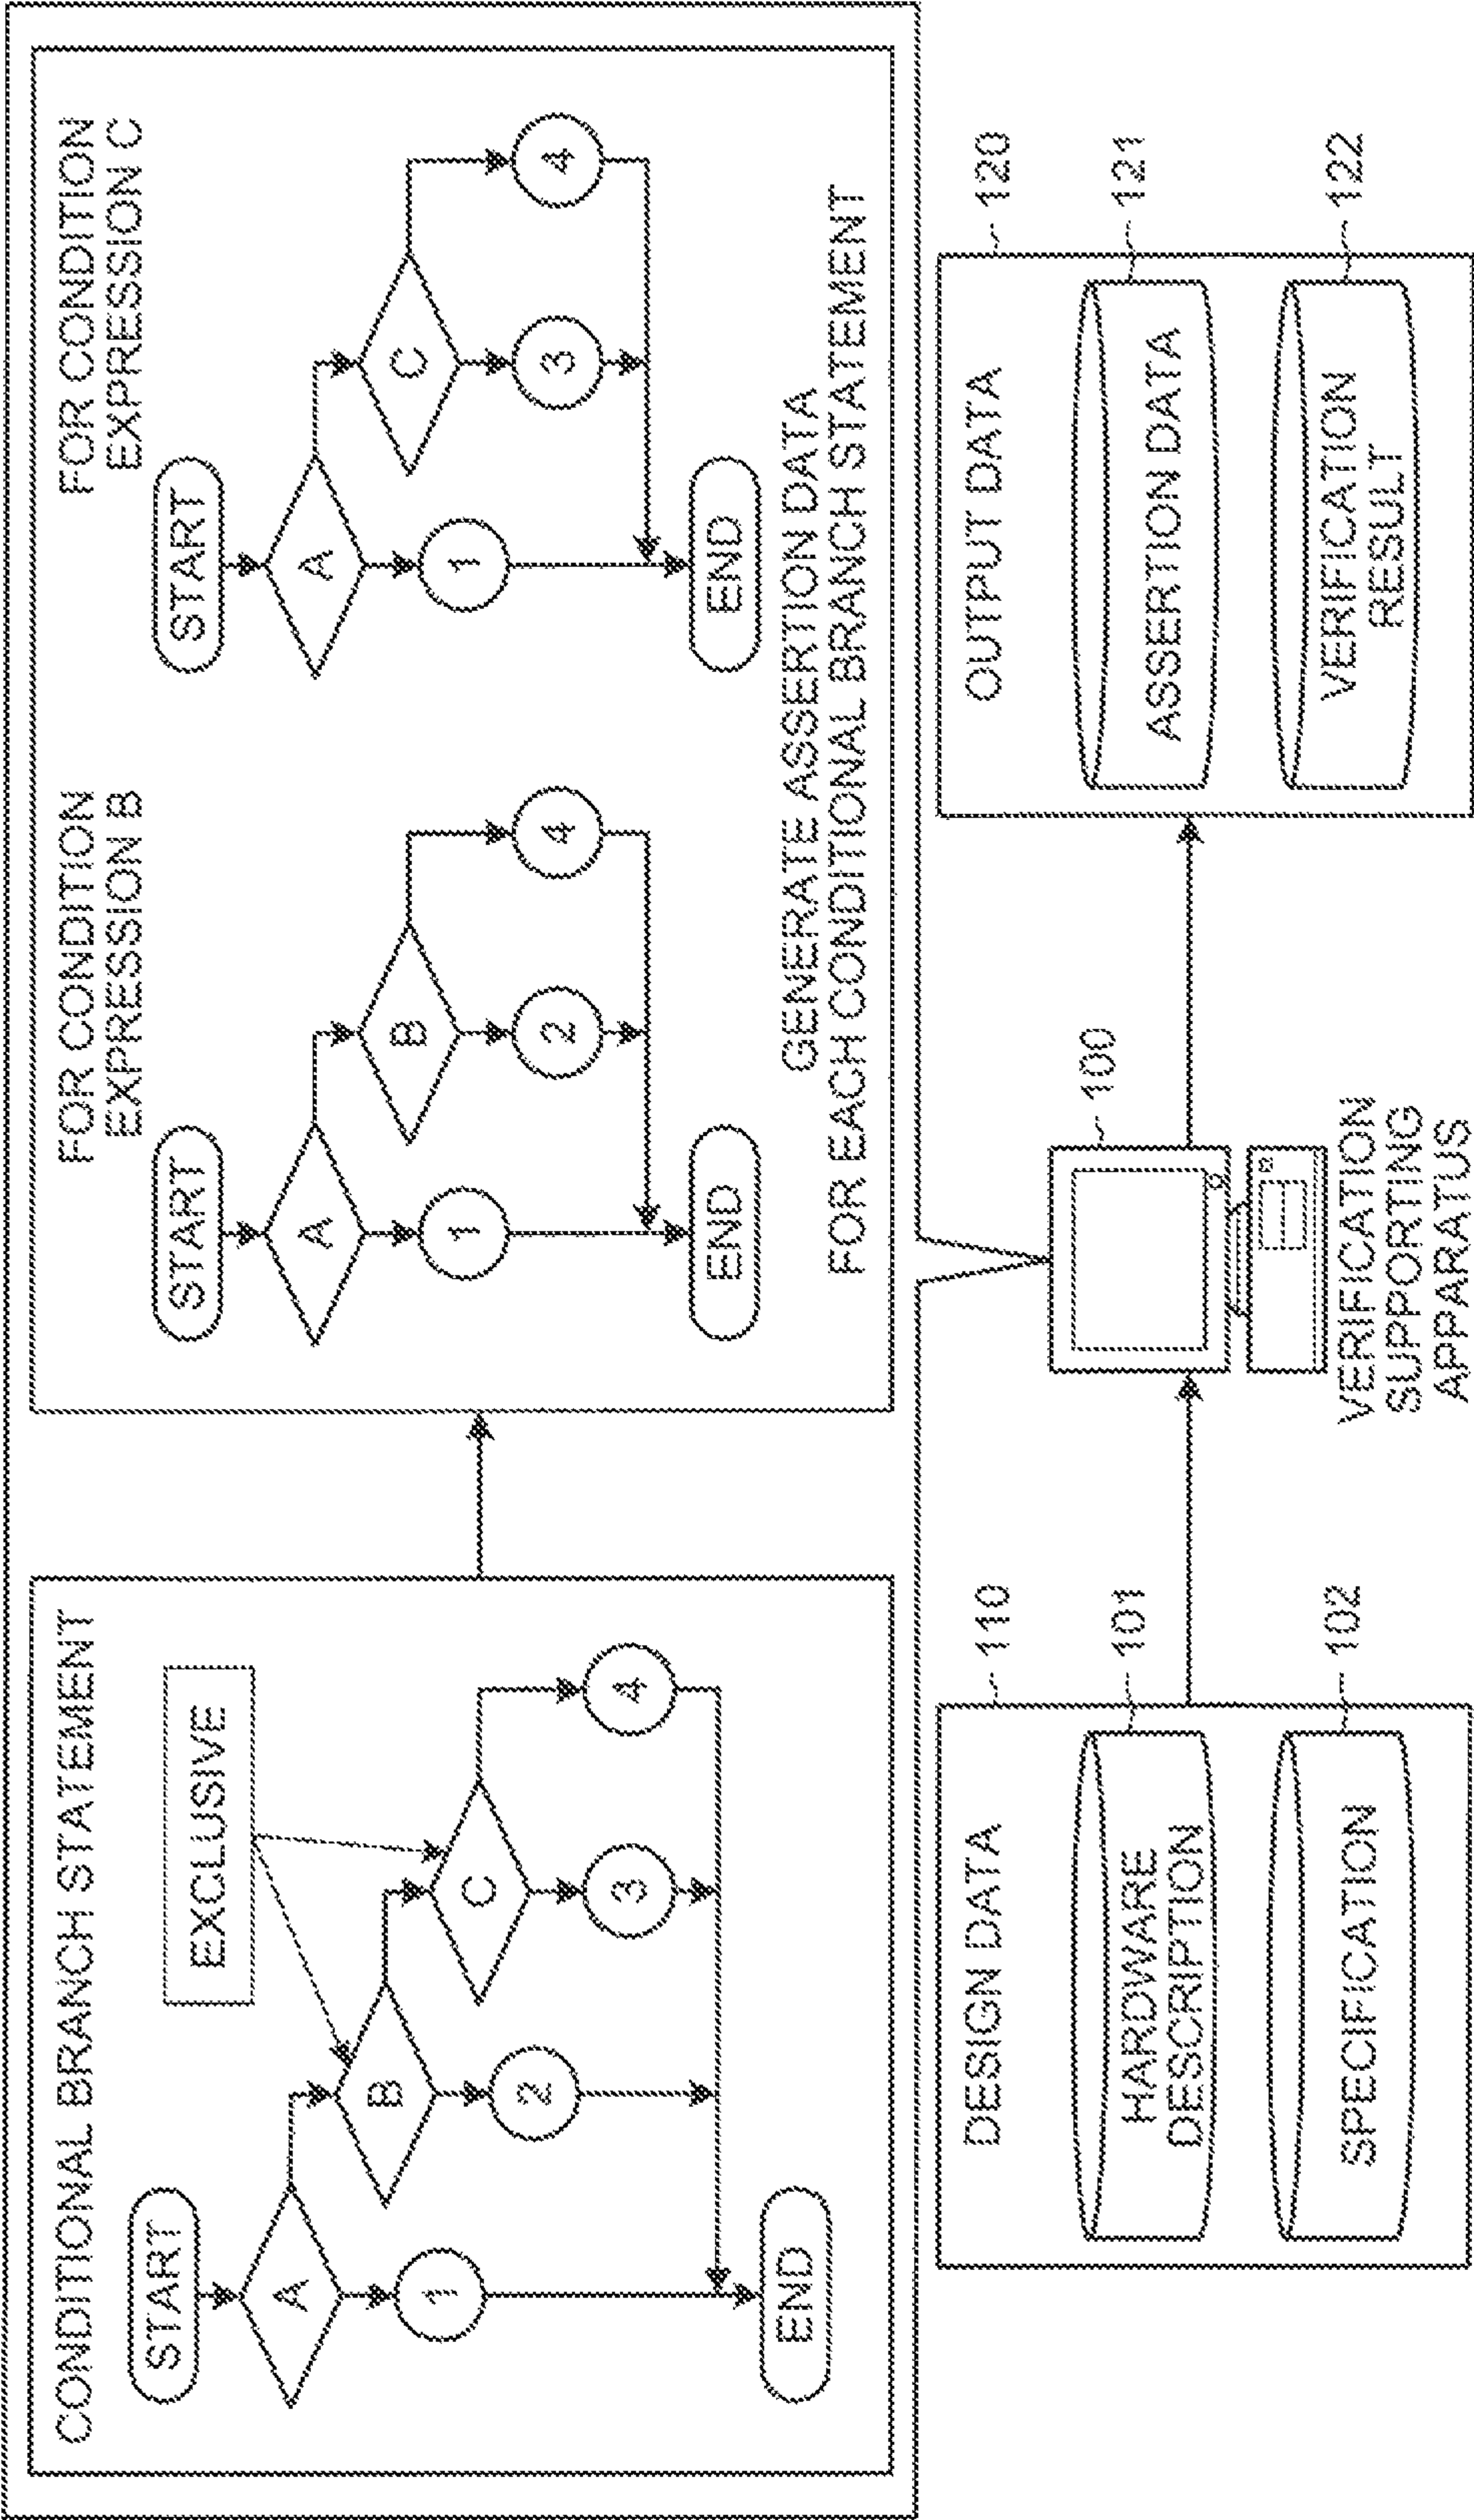 CONDITIONAL BRANCH STATEMENT
EXCLUSIVE
START
A
B
C
1
2
3
4
END
FOR CONDITION
EXPRESSION B
START
A
B
1
2
4
END
FOR CONDITION
EXPRESSION C
START
A
C
1
3
4
END
GENERATE ASSERTION DATA
FOR EACH CONDITIONAL BRANCH STATEMENT
110
DESIGN DATA
101
HARDWARE
DESCRIPTION
102
SPECIFICATION
100
VERIFICATION
SUPPORTING
APPARATUS
120
OUTPUT DATA
121
ASSERTION DATA
122
VERIFICATION
RESULT